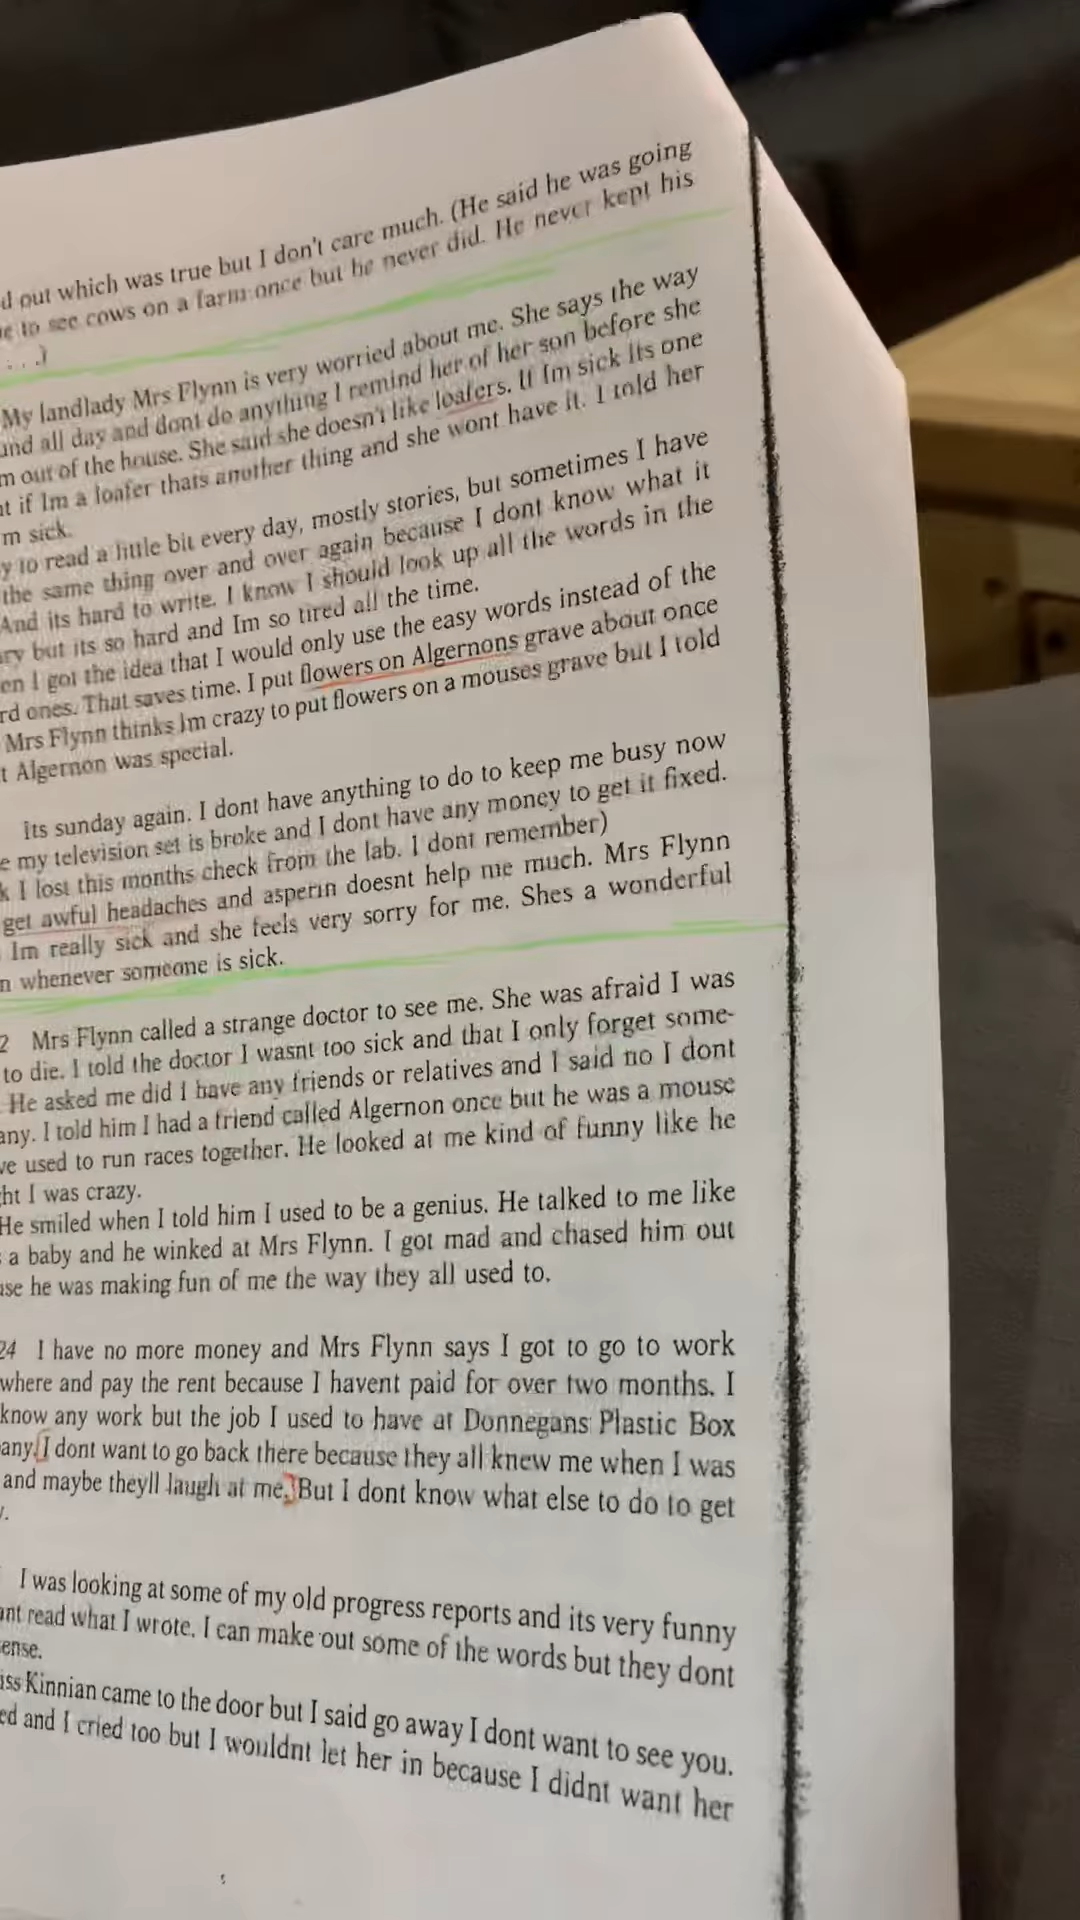 d out which was true but I don't care much. (He said he was going
e to see cows on a farm once but he never did. He never kept his
. . .)
My landlady Mrs Flynn is very worried about me. She says the way
und all day and dont do anything I remind her of her son before she
m out of the house. She said she doesn't like loafers. If Im sick its one
t if Im a loafer thats another thing and she wont have it. I told her
m sick.
y to read a little bit every day, mostly stories, but sometimes I have
the same thing over and over again because I dont know what it
And its hard to write. I know I should look up all the words in the
ry but its so hard and Im so tired all the time.
en I got the idea that I would only use the easy words instead of the
rd ones. That saves time. I put flowers on Algernons grave about once
Mrs Flynn thinks Im crazy to put flowers on a mouses grave but I told
t Algernon was special.
Its sunday again. I dont have anything to do to keep me busy now
e my television set is broke and I dont have any money to get it fixed.
k I lost this months check from the lab. I dont remember)
get awful headaches and asperin doesnt help me much. Mrs Flynn
Im really sick and she feels very sorry for me. Shes a wonderful
n whenever someone is sick.
2 Mrs Flynn called a strange doctor to see me. She was afraid I was
to die. I told the doctor I wasnt too sick and that I only forget some-
He asked me did I have any friends or relatives and I said no I dont
any. I told him I had a friend called Algernon once but he was a mouse
ve used to run races together. He looked at me kind of funny like he
ht I was crazy.
He smiled when I told him I used to be a genius. He talked to me like
a baby and he winked at Mrs Flynn. I got mad and chased him out
use he was making fun of me the way they all used to.
24 I have no more money and Mrs Flynn says I got to go to work
where and pay the rent because I havent paid for over two months. I
know any work but the job I used to have at Donnegans Plastic Box
any. I dont want to go back there because they all knew me when I was
and maybe theyll laugh at me. But I dont know what else to do to get
y.
I was looking at some of my old progress reports and its very funny
ant read what I wrote. I can make out some of the words but they dont
ense.
iss Kinnian came to the door but I said go away I dont want to see you.
ed and I cried too but I wouldnt let her in because I didnt want her